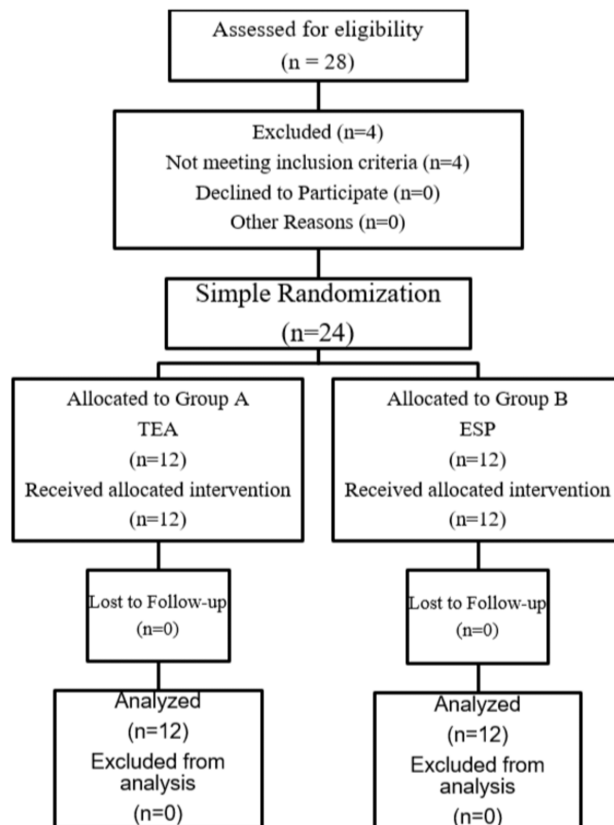 Assessed for eligibility
(n = 28)
Excluded (n=4)
Not meeting inclusion criteria (n=4)
Declined to Participate (n=0)
Other Reasons (n=0)
Simple Randomization
(n=24)
Allocated to Group A
TEA
(n=12)
Received allocated intervention
(n=12)
Allocated to Group B
ESP
(n=12)
Received allocated intervention
(n=12)
Lost to Follow-up
(n=0)
Lost to Follow-up
(n=0)
Analyzed
(n=12)
Excluded from
analysis
(n=0)
Analyzed
(n=12)
Excluded from
analysis
(n=0)